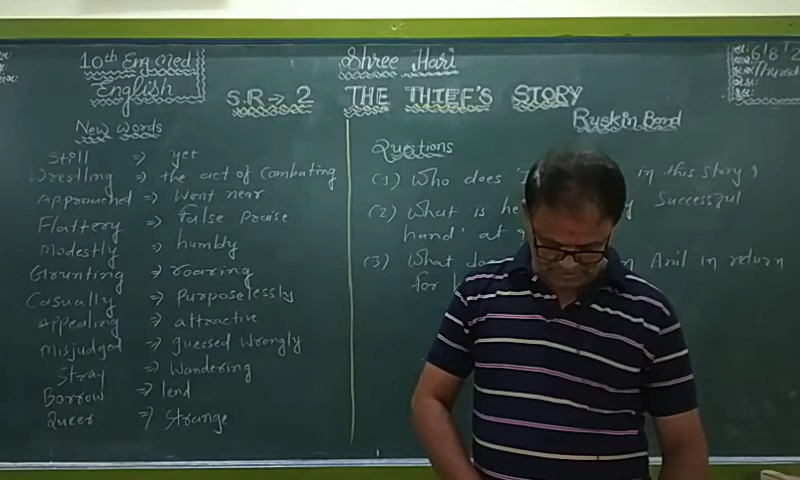 10th Eng. Med
English
Shree Hari
S.R → 2 THE THIEF'S STORY
Ruskin Bond
6/8/2
New Words
Still ⇒ yet
Wrestling ⇒ the act of Combating
Approached ⇒ Went near
Flattery ⇒ false praise
Modestly ⇒ humbly
Grunting ⇒ roaring
Casually ⇒ Purposelessly
Appealing ⇒ attractive
Misjudged ⇒ guessed wrongly
Stray ⇒ Wandering
Borrow ⇒ lend
Queer ⇒ Strange
Questions
(1) Who does in this story?
(2) What is he Successful
hand' at
(3) What Anil in return
for